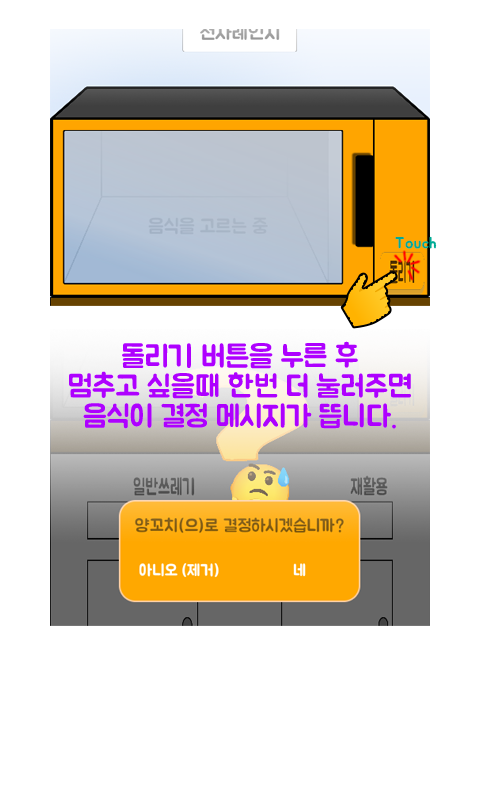 전자레인지
음식을 고르는 중
Touch
돌리기
돌리기 버튼을 누른 후
멈추고 싶을때 한번 더 눌러주면
음식이 결정 메시지가 뜹니다.
일반쓰레기 재활용
양꼬치(으)로 결정하시겠습니까?
아니오 (제거) 네